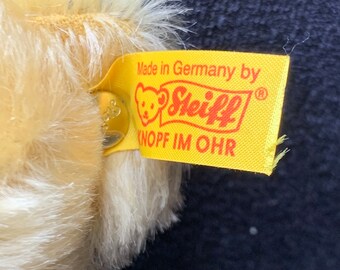 Made in Germany by
Steiff®
KNOPF IM OHR